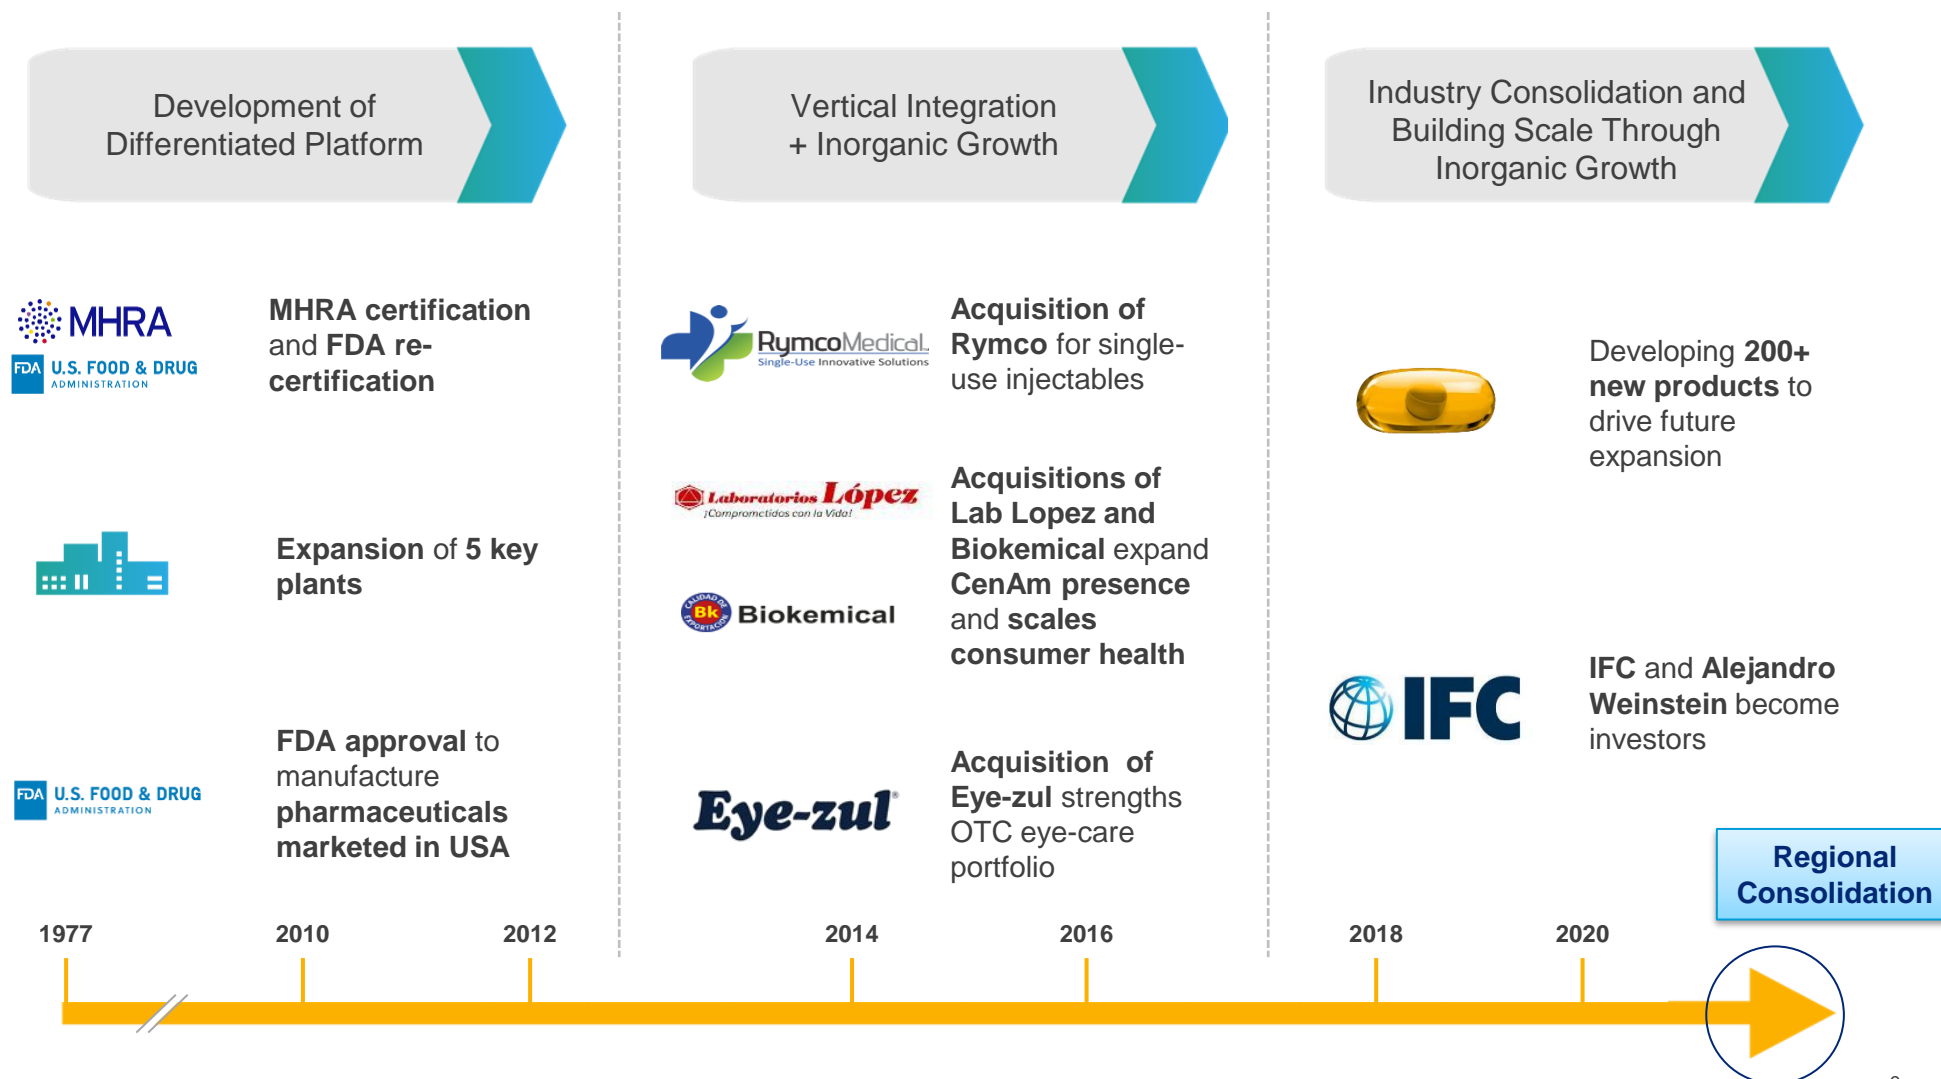 Development of
Differentiated Platform
Vertical Integration
+ Inorganic Growth
Industry Consolidation and
Building Scale Through
Inorganic Growth
MHRA
FDA U.S. FOOD & DRUG
ADMINISTRATION
MHRA certification
and FDA re-
certification
Expansion of 5 key
plants
FDA U.S. FOOD & DRUG
ADMINISTRATION
FDA approval to
manufacture
pharmaceuticals
marketed in USA
RymcoMedical
Single-Use Innovative Solutions
Acquisition of
Rymco for single-
use injectables
Laboratorios López
¡Comprometidos con la Vida!
CALIDAD DE
Bk
EXPORTACION
Biokemical
Acquisitions of
Lab Lopez and
Biokemical expand
CenAm presence
and scales
consumer health
Eye-zul
Acquisition of
Eye-zul strengths
OTC eye-care
portfolio
Developing 200+
new products to
drive future
expansion
IFC
IFC and Alejandro
Weinstein become
investors
Regional
Consolidation
1977
2010
2012
2014
2016
2018
2020